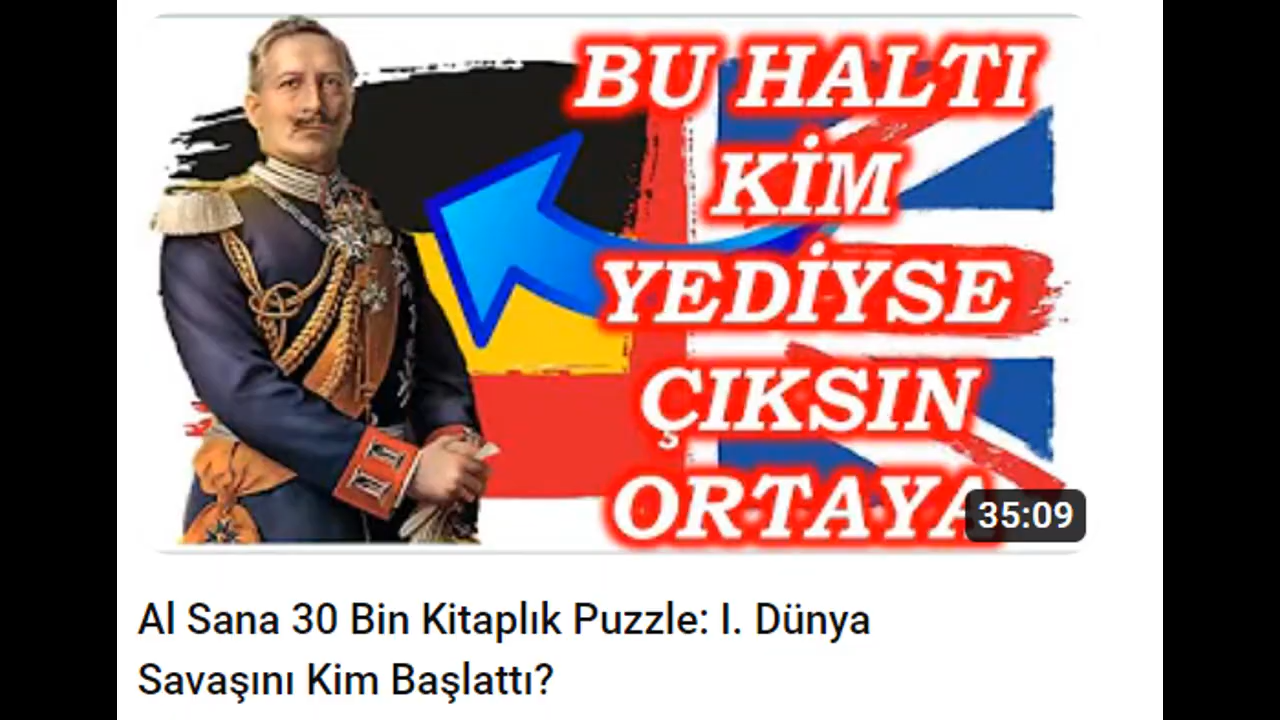 BU HALTI
KİM
YEDİYSE
ÇIKSIN
ORTAYA
35:09
Al Sana 30 Bin Kitaplık Puzzle: I. Dünya
Savaşını Kim Başlattı?